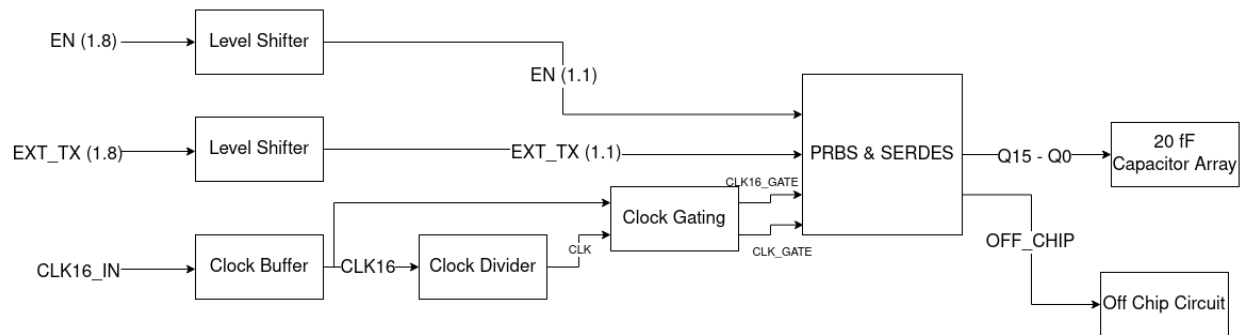 EN (1.8)
Level Shifter
EN (1.1)
EXT_TX (1.8)
Level Shifter
EXT_TX (1.1)
PRBS & SERDES
Q15 - Q0
20 fF
Capacitor Array
CLK16_GATE
Clock Gating
CLK_GATE
CLK
OFF_CHIP
CLK16_IN
Clock Buffer
CLK16
Clock Divider
Off Chip Circuit